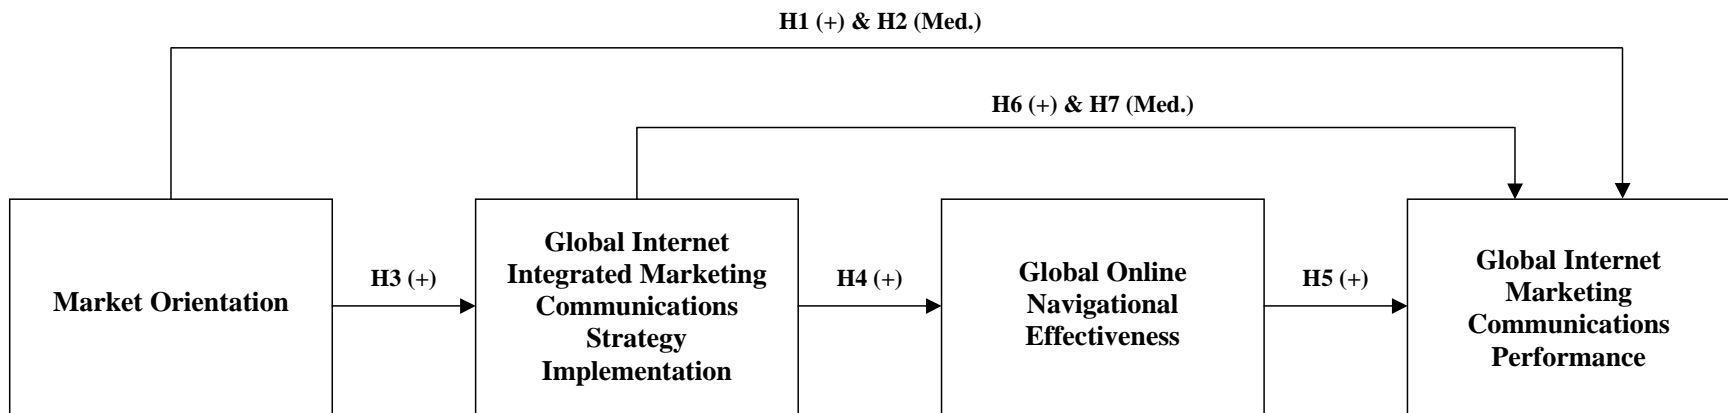 H1 (+) & H2 (Med.)
H6 (+) & H7 (Med.)
Market Orientation
H3 (+)
Global Internet
Integrated Marketing
Communications
Strategy
Implementation
H4 (+)
Global Online
Navigational
Effectiveness
H5 (+)
Global Internet
Marketing
Communications
Performance